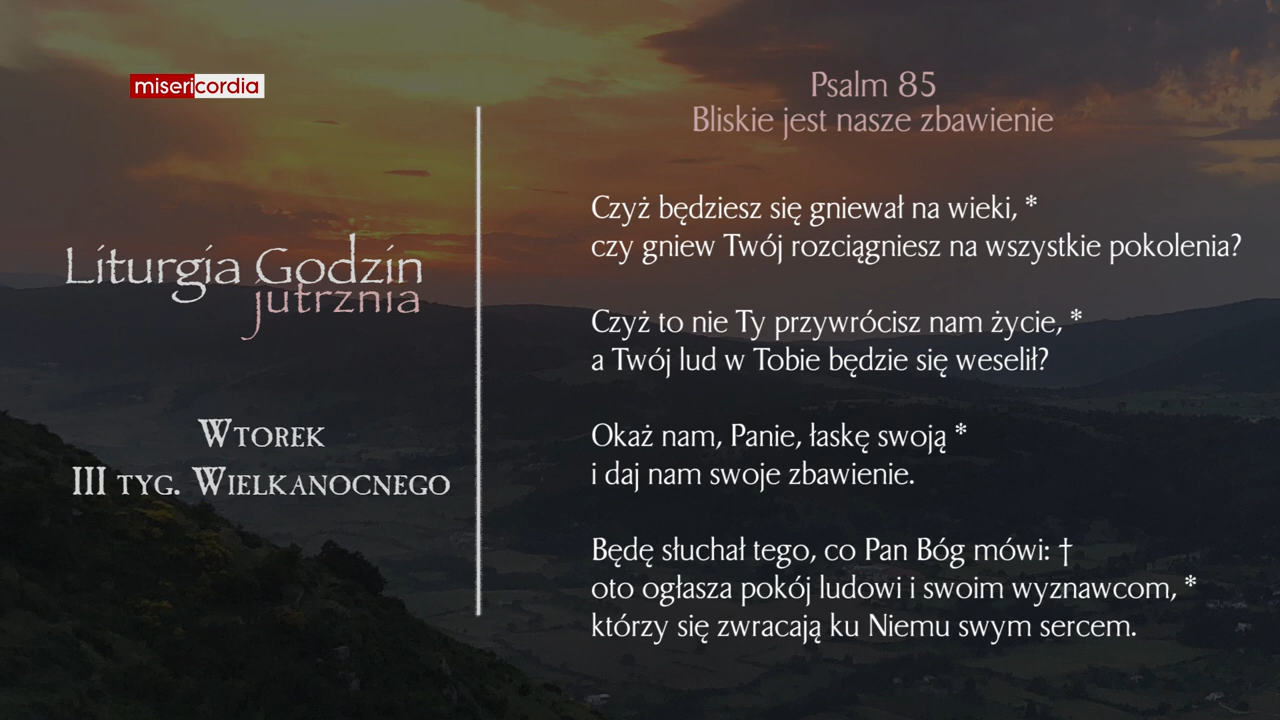 misericordia
Liturgia Godzin
jutrznia
Wtorek
III tyg. Wielkanocnego
Psalm 85
Bliskie jest nasze zbawienie
Czyż będziesz się gniewał na wieki, *
czy gniew Twój rozciągniesz na wszystkie pokolenia?
Czyż to nie Ty przywrócisz nam życie, *
a Twój lud w Tobie będzie się weselił?
Okaż nam, Panie, łaskę swoją *
i daj nam swoje zbawienie.
Będę słuchał tego, co Pan Bóg mówi: †
oto ogłasza pokój ludowi i swoim wyznawcom, *
którzy się zwracają ku Niemu swym sercem.